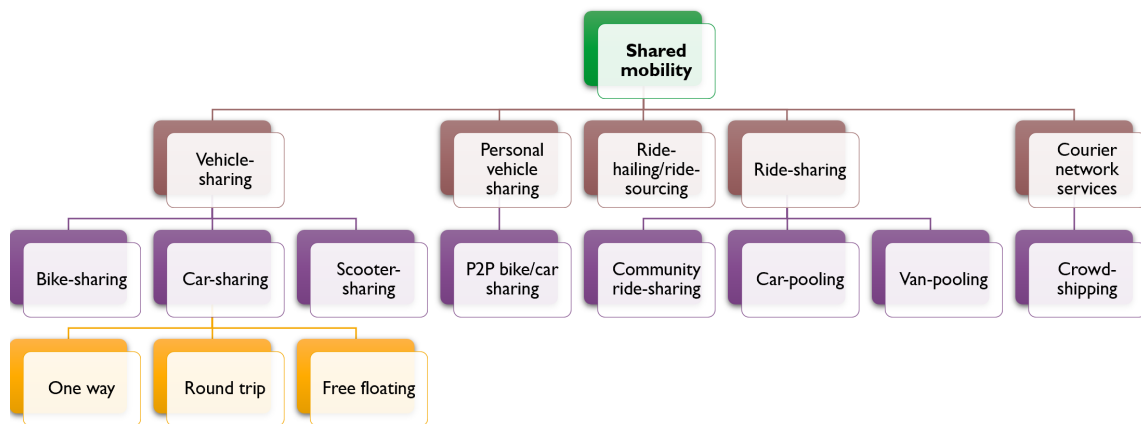 Shared
mobility
Vehicle-
sharing
Personal
vehicle
sharing
Ride-
hailing/ride-
sourcing
Ride-sharing
Courier
network
services
Bike-sharing
Car-sharing
Scooter-
sharing
P2P bike/car
sharing
Community
ride-sharing
Car-pooling
Van-pooling
Crowd-
shipping
One way
Round trip
Free floating